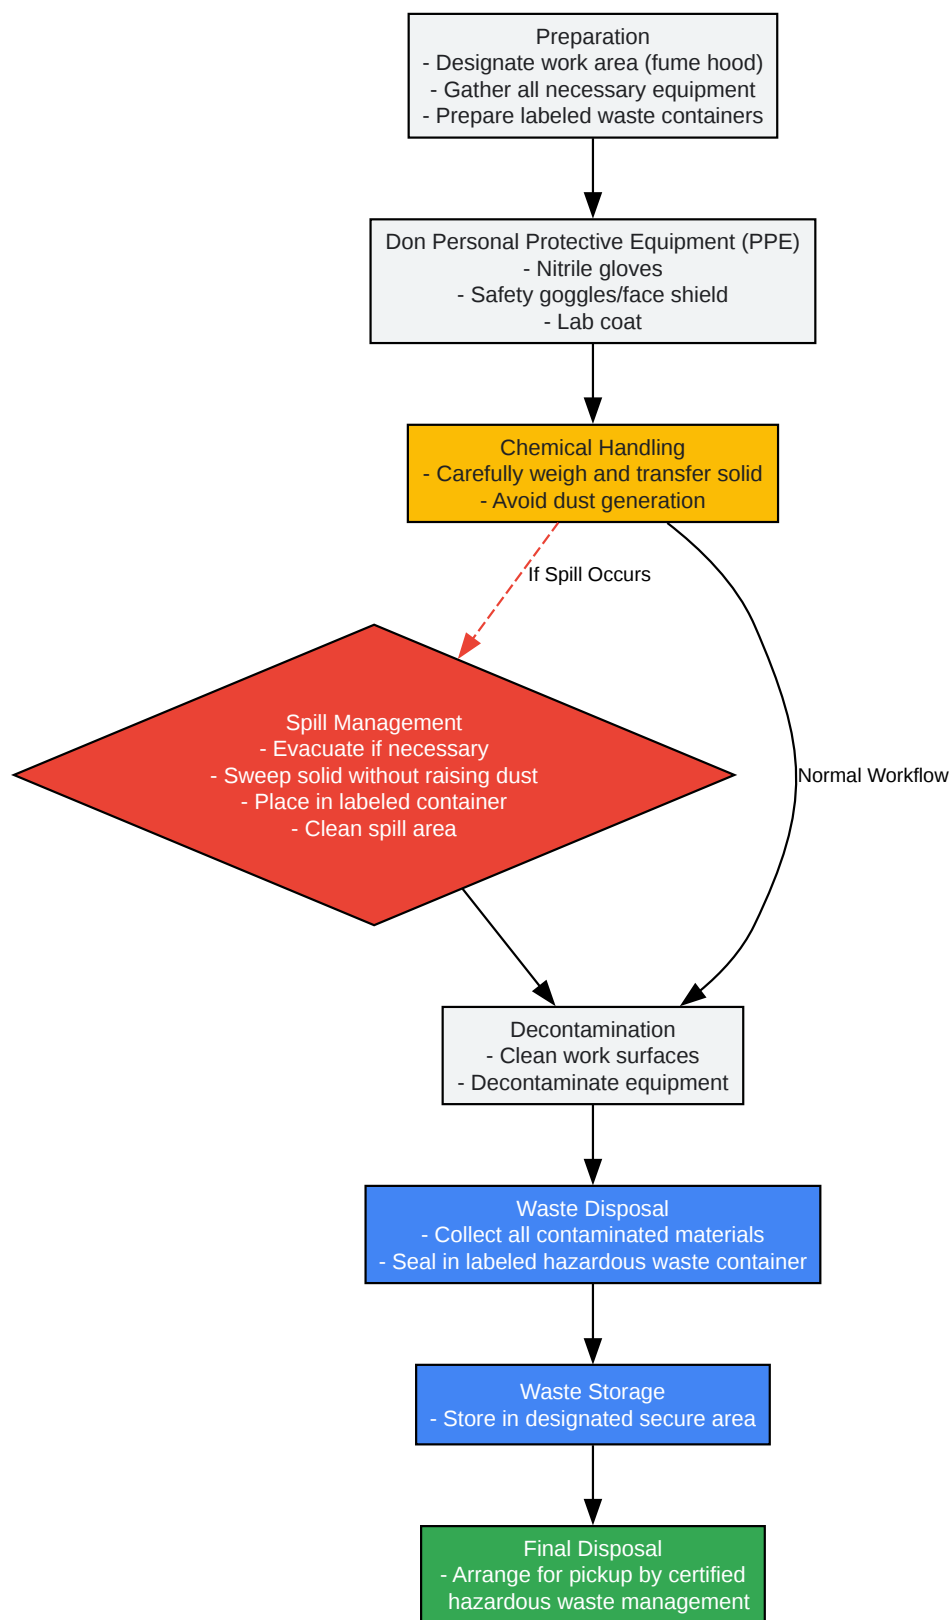 Preparation
- Designate work area (fume hood)
- Gather all necessary equipment
- Prepare labeled waste containers
Don Personal Protective Equipment (PPE)
- Nitrile gloves
- Safety goggles/face shield
- Lab coat
Chemical Handling
- Carefully weigh and transfer solid
- Avoid dust generation
If Spill Occurs
Spill Management
- Evacuate if necessary
- Sweep solid without raising dust
- Place in labeled container
- Clean spill area
Normal Workflow
Decontamination
- Clean work surfaces
- Decontaminate equipment
Waste Disposal
- Collect all contaminated materials
- Seal in labeled hazardous waste container
Waste Storage
- Store in designated secure area
Final Disposal
- Arrange for pickup by certified
hazardous waste management